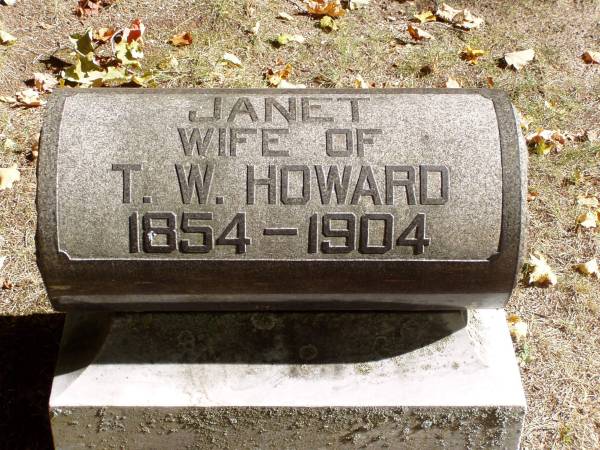 JANET
WIFE OF
T. W. HOWARD
1854-1904